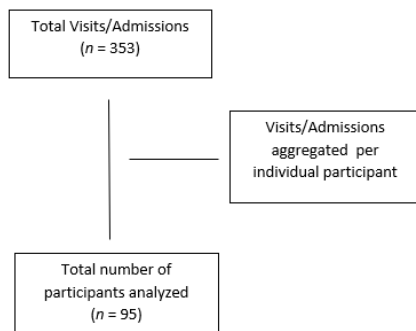 Total Visits/Admissions
(n = 353)
Visits/Admissions
aggregated per
individual participant
Total number of
participants analyzed
(n = 95)